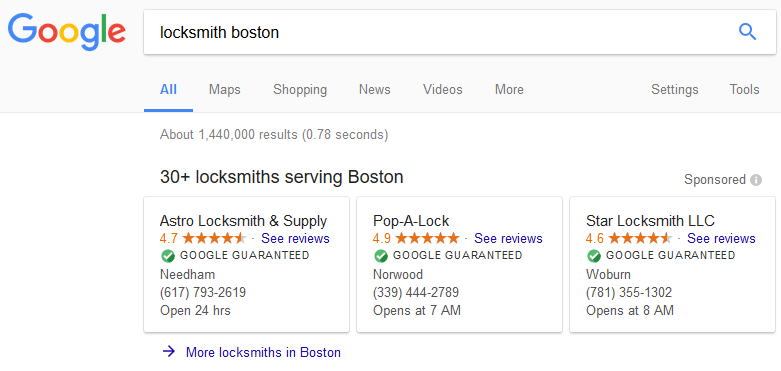 Google
locksmith boston
All Maps Shopping News Videos More Settings Tools
About 1,440,000 results (0.78 seconds)
30+ locksmiths serving Boston
Sponsored
Astro Locksmith & Supply
4.7 · See reviews
GOOGLE GUARANTEED
Needham
(617) 793-2619
Open 24 hrs
Pop-A-Lock
4.9 · See reviews
GOOGLE GUARANTEED
Norwood
(339) 444-2789
Opens at 7 AM
Star Locksmith LLC
4.6 · See reviews
GOOGLE GUARANTEED
Woburn
(781) 355-1302
Opens at 8 AM
More locksmiths in Boston